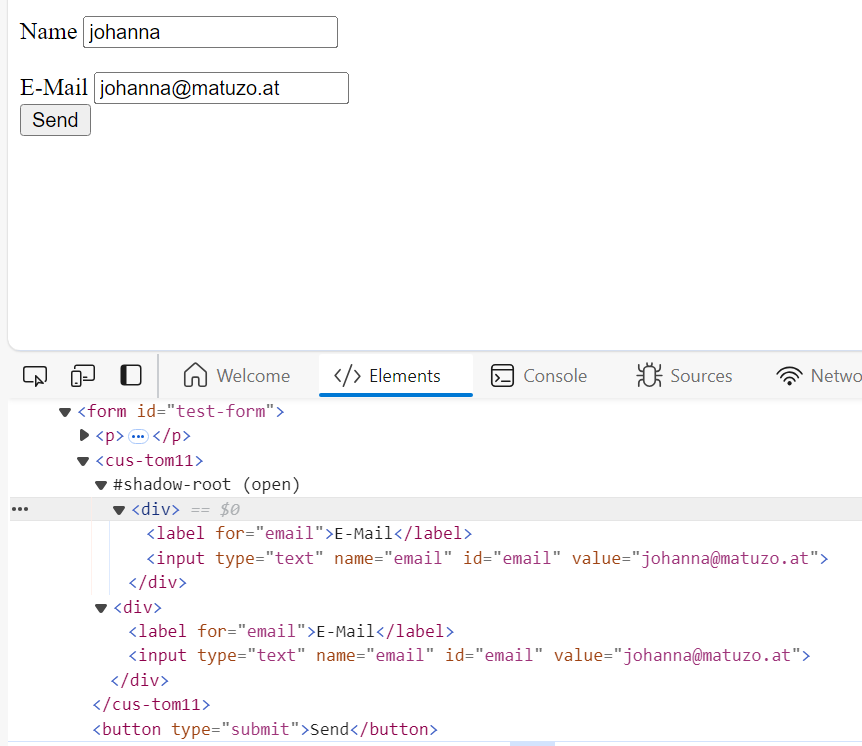 Name johanna
E-Mail johanna@matuzo.at
Send
Welcome </> Elements Console Sources Netwo
<form id="test-form">
<p>…</p>
<cus-tom11>
#shadow-root (open)
<div> == $0
<label for="email">E-Mail</label>
<input type="text" name="email" id="email" value="johanna@matuzo.at">
</div>
<div>
<label for="email">E-Mail</label>
<input type="text" name="email" id="email" value="johanna@matuzo.at">
</div>
</cus-tom11>
<button type="submit">Send</button>